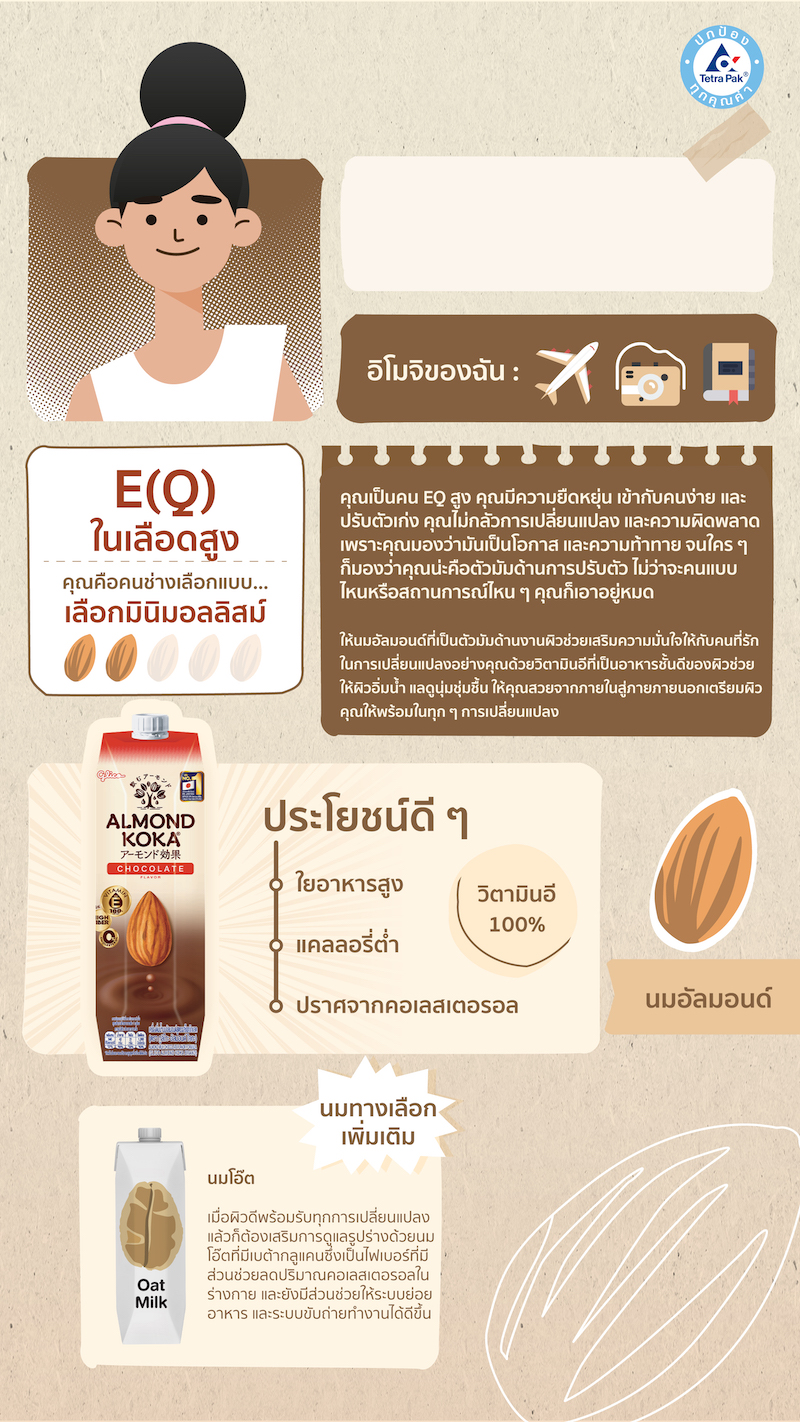 ปกป้อง
Tetra Pak®
ทุกคุณค่า
อิโมจิของฉัน :
E(Q)
ในเลือดสูง
คุณคือคนช่างเลือกแบบ...
เลือกมินิมอลลิสม์
คุณเป็นคน EQ สูง คุณมีความยืดหยุ่น เข้ากับคนง่าย และ
ปรับตัวเก่ง คุณไม่กลัวการเปลี่ยนแปลง และความผิดพลาด
เพราะคุณมองว่ามันเป็นโอกาส และความท้าทาย จนใคร ๆ
ก็มองว่าคุณน่ะคือตัวมัมด้านการปรับตัว ไม่ว่าจะคนแบบ
ไหนหรือสถานการณ์ไหน ๆ คุณก็เอาอยู่หมด
ให้นมอัลมอนด์ที่เป็นตัวมัมด้านงานผิวช่วยเสริมความมั่นใจให้กับคนที่รัก
ในการเปลี่ยนแปลงอย่างคุณด้วยวิตามินอีที่เป็นอาหารชั้นดีของผิวช่วย
ให้ผิวอิ่มน้ำ แลดูนุ่มชุ่มชื้น ให้คุณสวยจากภายในสู่ภายภายนอกเตรียมผิว
คุณให้พร้อมในทุก ๆ การเปลี่ยนแปลง
Glico
飲むアーモンド
NO.1
ALMOND
KOKA
アーモンド効果
CHOCOLATE
FLAVOR
VITAMIN
E
ประโยชน์ดี ๆ
ใยอาหารสูง
แคลลอรี่ต่ำ
ปราศจากคอเลสเตอรอล
วิตามินอี
100%
นมอัลมอนด์
นมทางเลือก
เพิ่มเติม
นมโอ๊ต
เมื่อผิวดีพร้อมรับทุกการเปลี่ยนแปลง
แล้วก็ต้องเสริมการดูแลรูปร่างด้วยนม
โอ๊ตที่มีเบต้ากลูแคนซึ่งเป็นไฟเบอร์ที่มี
ส่วนช่วยลดปริมาณคอเลสเตอรอลใน
ร่างกาย และยังมีส่วนช่วยให้ระบบย่อย
อาหาร และระบบขับถ่ายทำงานได้ดีขึ้น
Oat
Milk